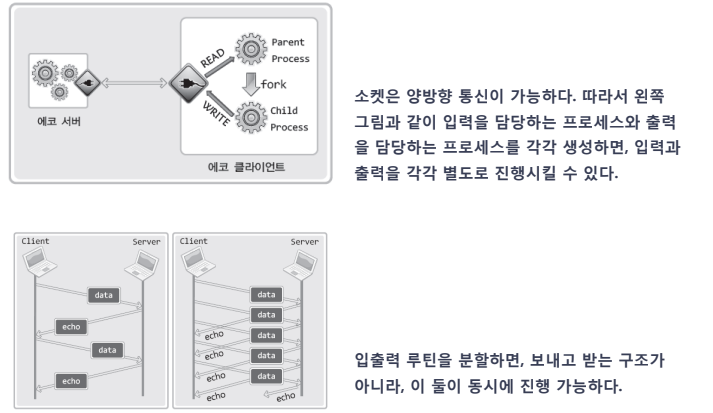 READ
Parent
Process
fork
WRITE
Child
Process
에코 서버
에코 클라이언트
소켓은 양방향 통신이 가능하다. 따라서 왼쪽
그림과 같이 입력을 담당하는 프로세스와 출력
을 담당하는 프로세스를 각각 생성하면, 입력과
출력을 각각 별도로 진행시킬 수 있다.
Client
Server
data
echo
data
echo
Client
Server
data
data
echo
data
echo
data
echo
data
echo
echo
입출력 루틴을 분할하면, 보내고 받는 구조가
아니라, 이 둘이 동시에 진행 가능하다.